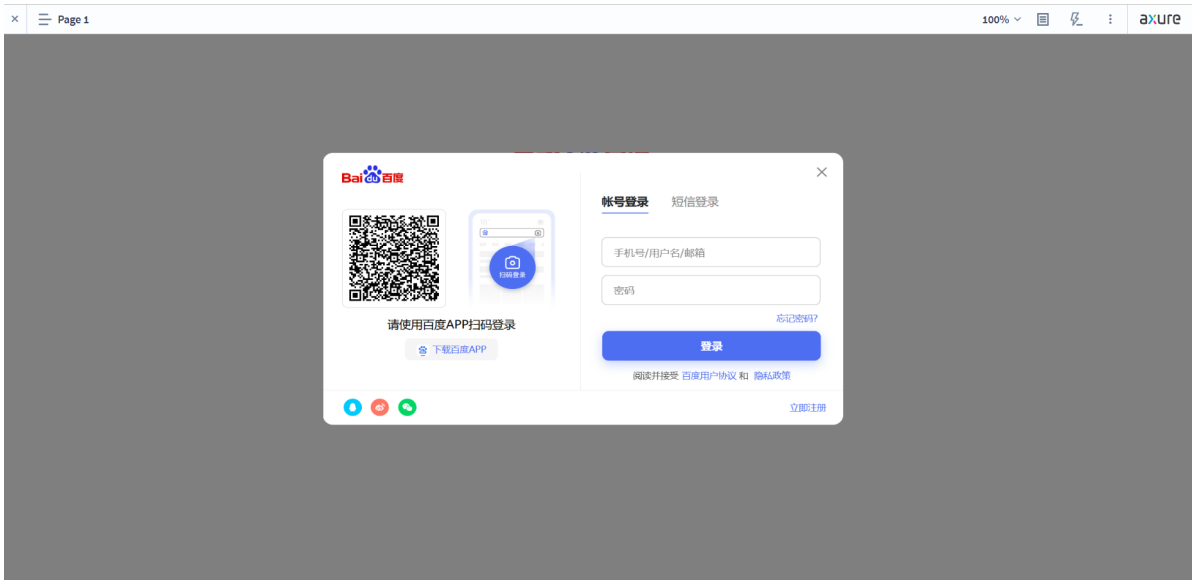 Page 1
100%
axure
Bai du 百度
帐号登录 短信登录
手机号/用户名/邮箱
密码
忘记密码?
扫码登录
请使用百度APP扫码登录
下载百度APP
登录
阅读并接受 百度用户协议 和 隐私政策
立即注册